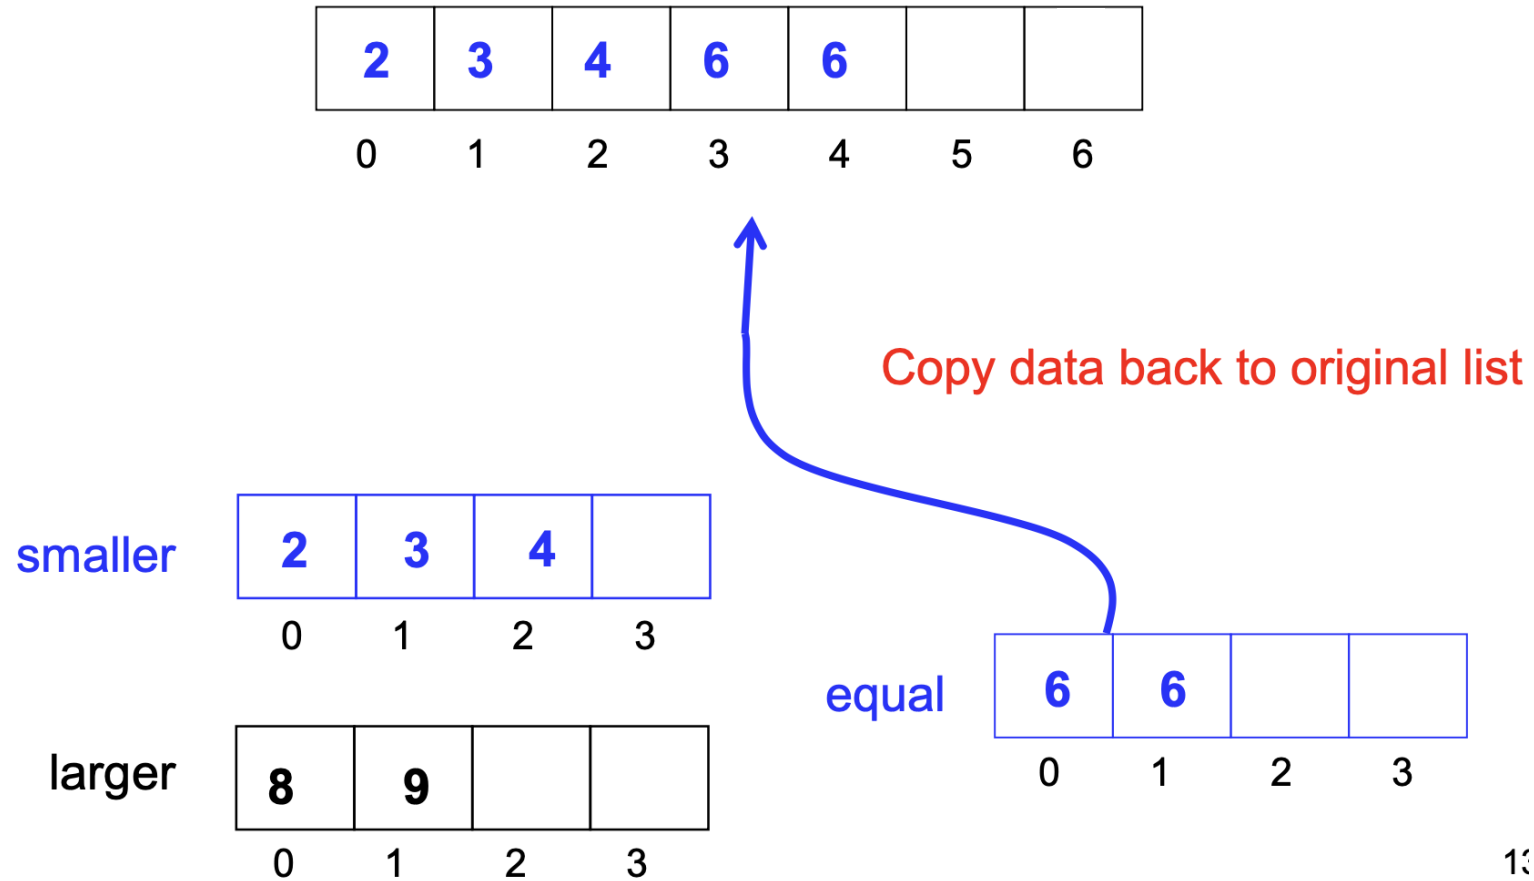 2 3 4 6 6
0 1 2 3 4 5 6
Copy data back to original list
smaller 2 3 4
0 1 2 3
equal 6 6
0 1 2 3
larger 8 9
0 1 2 3
13